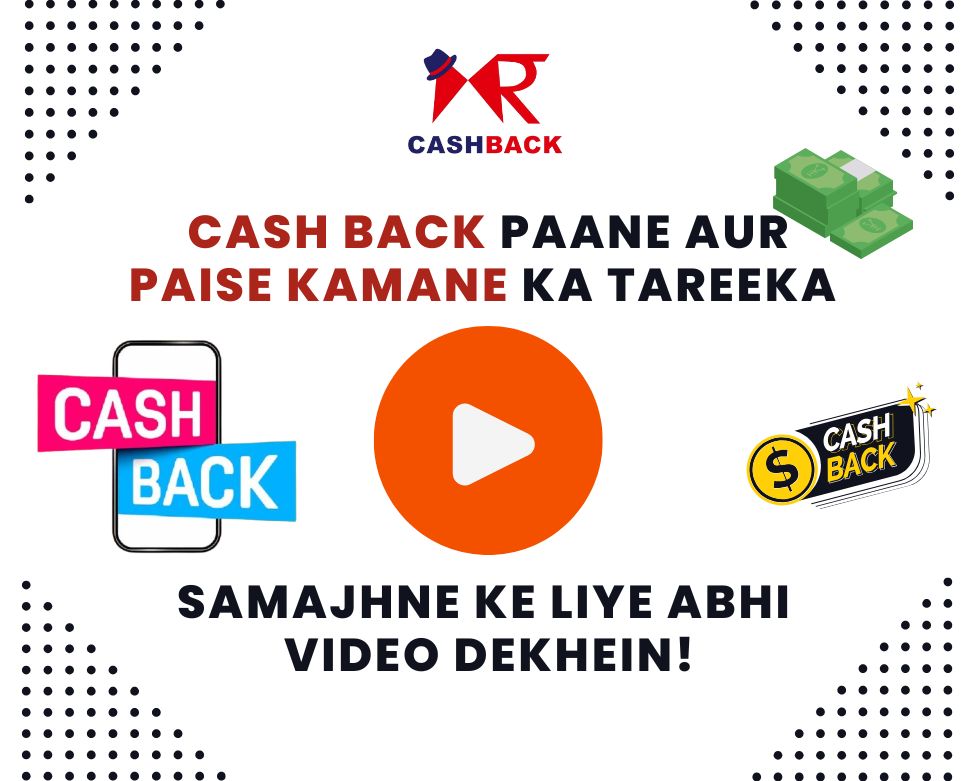 CASHBACK
CASH BACK PAANE AUR
PAISE KAMANE KA TAREEKA
CASH
BACK
CASH
BACK
SAMAJHNE KE LIYE ABHI
VIDEO DEKHEIN!